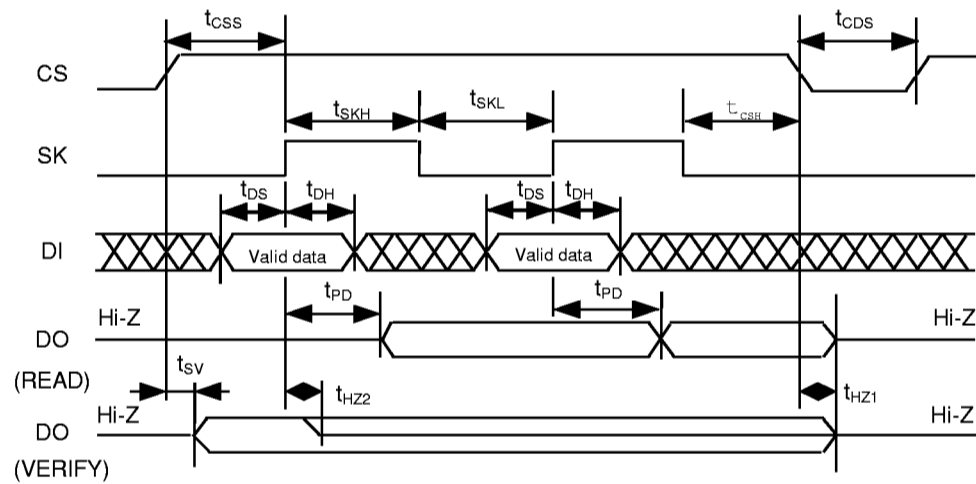 tCSS
tCDS
CS
tSKH
tSKL
tCSH
SK
tDS
tDH
tDS
tDH
DI
Valid data
Valid data
tPD
tPD
Hi-Z
Hi-Z
DO
(READ)
tSV
tHZ2
tHZ1
Hi-Z
Hi-Z
DO
(VERIFY)